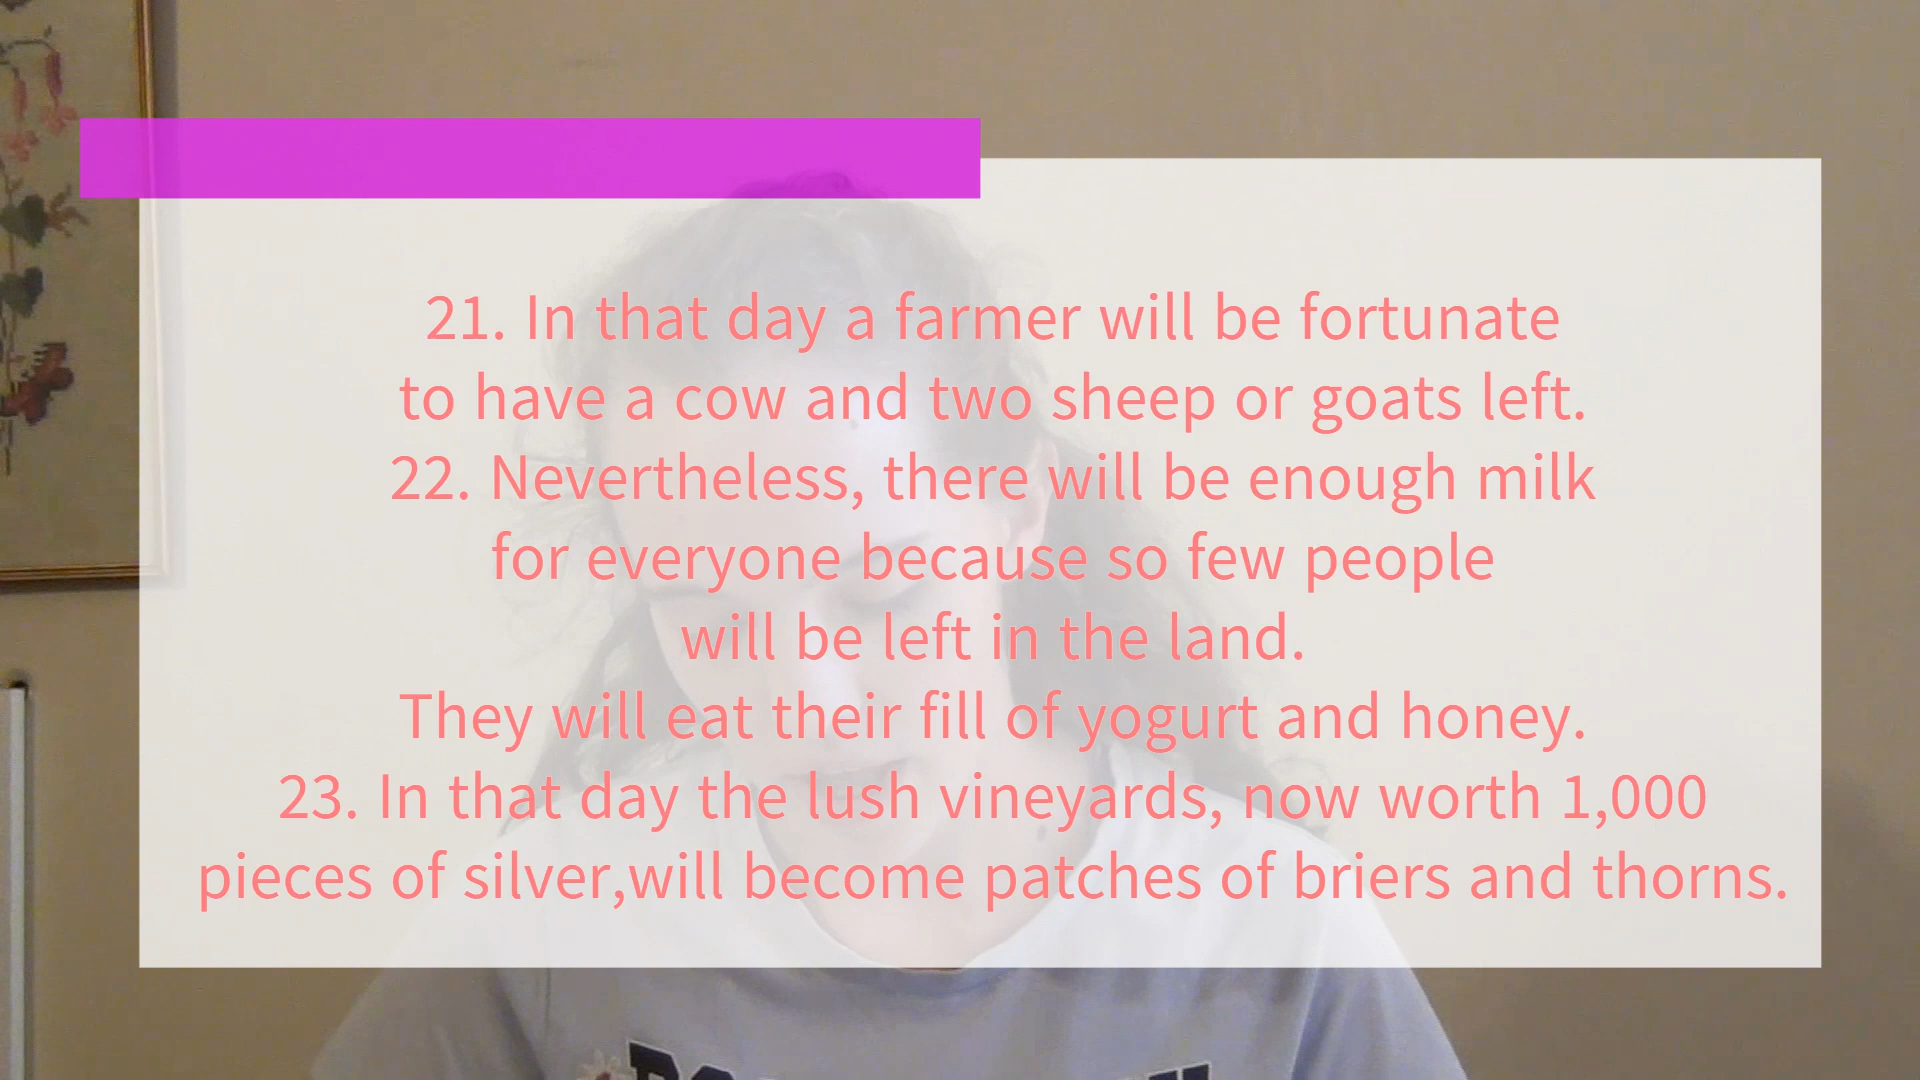 21. In that day a farmer will be fortunate
to have a cow and two sheep or goats left.
22. Nevertheless, there will be enough milk
for everyone because so few people
will be left in the land.
They will eat their fill of yogurt and honey.
23. In that day the lush vineyards, now worth 1,000
pieces of silver,will become patches of briers and thorns.